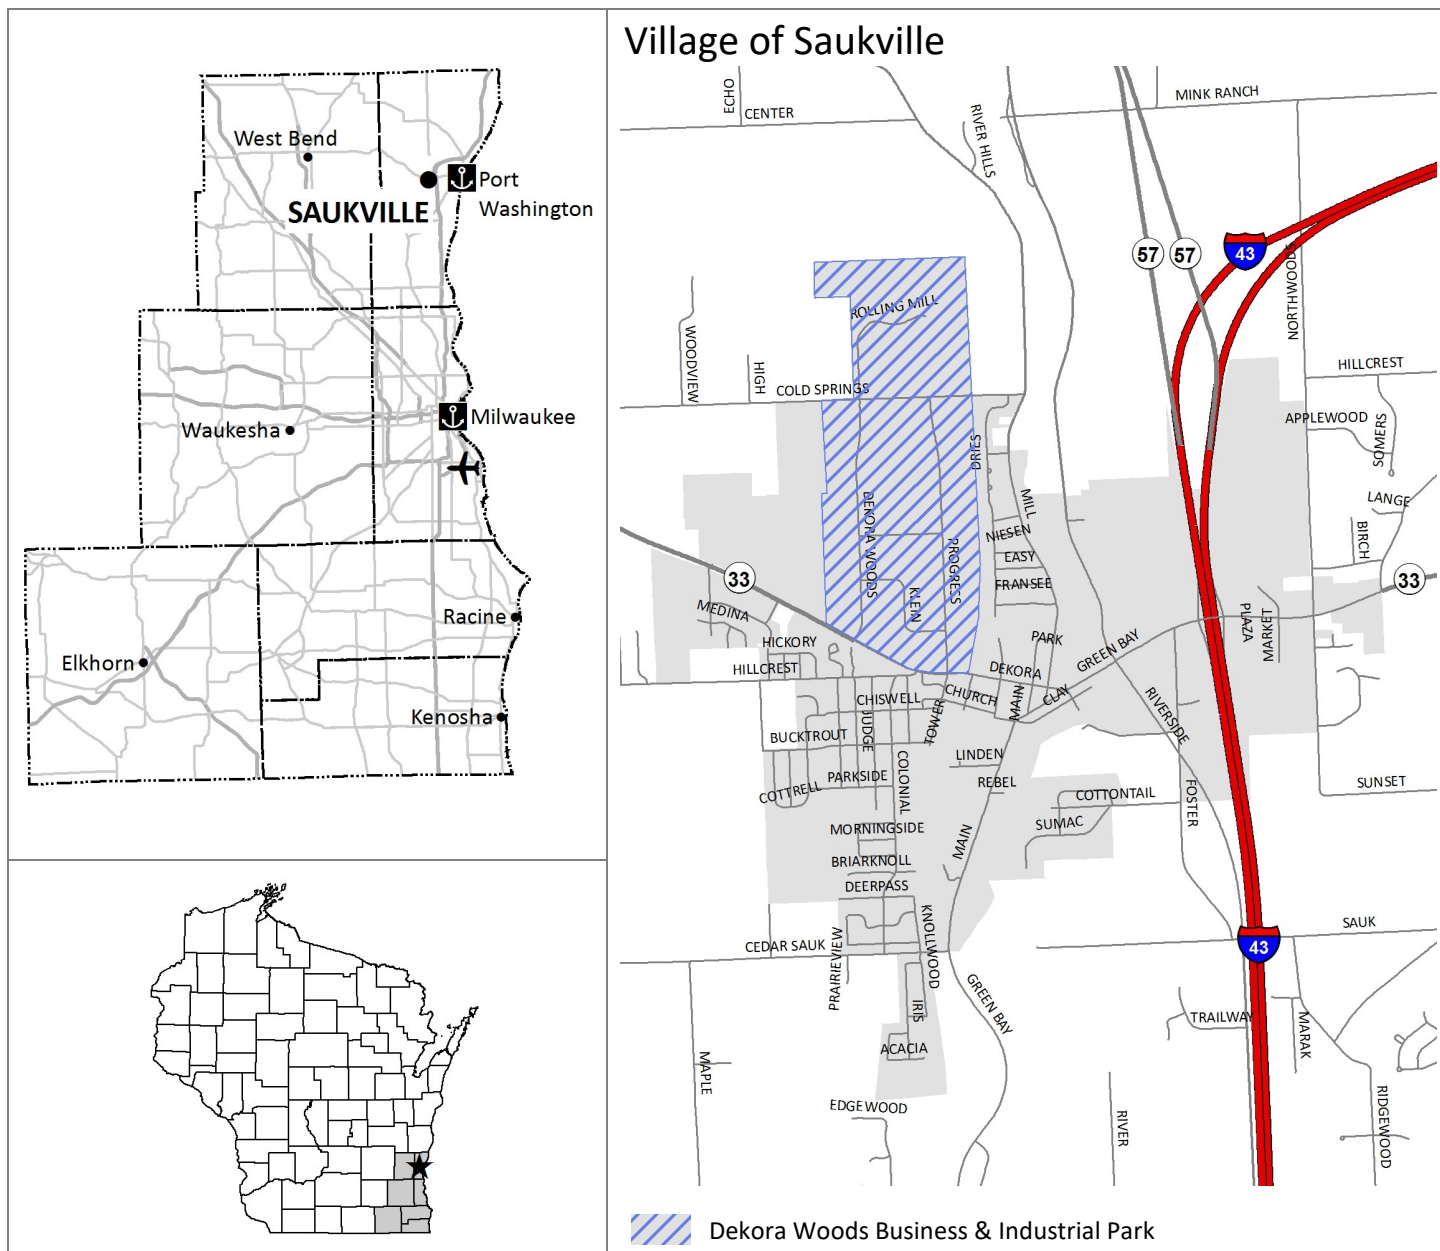 Village of Saukville
West Bend
Port
Washington
SAUKVILLE
Milwaukee
Waukesha
Racine
Elkhorn
Kenosha
ECHO
CENTER
MINK RANCH
RIVER HILLS
57
57
43
NORTHWOODS
ROLLING MILL
WOODVIEW
HIGH
COLD SPRINGS
HILLCREST
APPLEWOOD
SOMERS
DRIES
LANGE
DEKORA WOODS
MILL
NIESEN
BIRCH
PROGRESS
EASY
33
33
FRANSEE
KLEIN
MEDINA
PLAZA
MARKET
HICKORY
PARK
GREEN BAY
HILLCREST
DEKORA
CHISWELL
CHURCH
MAIN
CLAY
RIVERSIDE
JUDGE
TOWER
BUCKTROUT
LINDEN
COLONIAL
PARKSIDE
REBEL
COTTRELL
COTTONTAIL
FOSTER
SUNSET
SUMAC
MORNINGSIDE
MAIN
BRIARKNOLL
DEERPASS
KNOLLWOOD
SAUK
CEDAR SAUK
43
PRAIRIEVIEW
GREEN BAY
IRIS
TRAILWAY
MARAK
ACACIA
MAPLE
EDGEWOOD
RIVER
RIDGEWOOD
Dekora Woods Business & Industrial Park